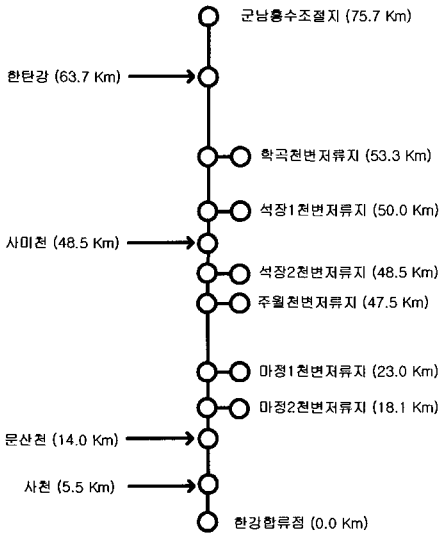 군남홍수조절지 (75.7 Km)
한탄강 (63.7 Km)
학곡천변저류지 (53.3 Km)
석장1천변저류지 (50.0 Km)
사미천 (48.5 Km)
석장2천변저류지 (48.5 Km)
주월천변저류지 (47.5 Km)
마정1천변저류지 (23.0 Km)
마정2천변저류지 (18.1 Km)
문산천 (14.0 Km)
사천 (5.5 Km)
한강합류점 (0.0 Km)